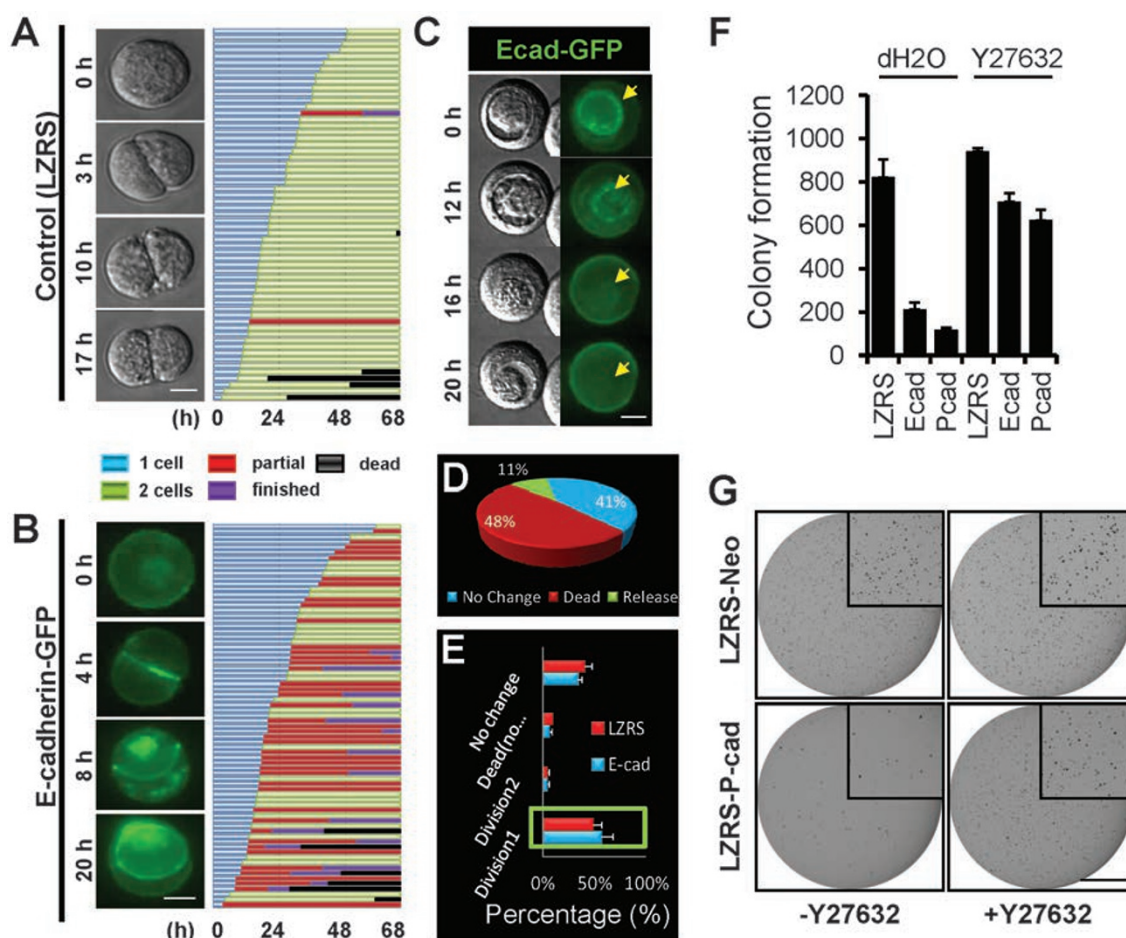 A
Control (LZRS)
0 h
3 h
10 h
17 h
(h) 0 24 48 68
1 cell partial dead
2 cells finished
B
E-cadherin-GFP
0 h
4 h
8 h
20 h
(h) 0 24 48 68
C
Ecad-GFP
0 h
12 h
16 h
20 h
D
11%
41%
48%
No Change Dead Release
E
No change
Dead(no...
Division2
Division1
LZRS
E-cad
0% 50% 100%
Percentage (%)
F
dH2O Y27632
Colony formation
1200
1000
800
600
400
200
0
LZRS Ecad Pcad LZRS Ecad Pcad
G
LZRS-Neo
LZRS-P-cad
-Y27632 +Y27632